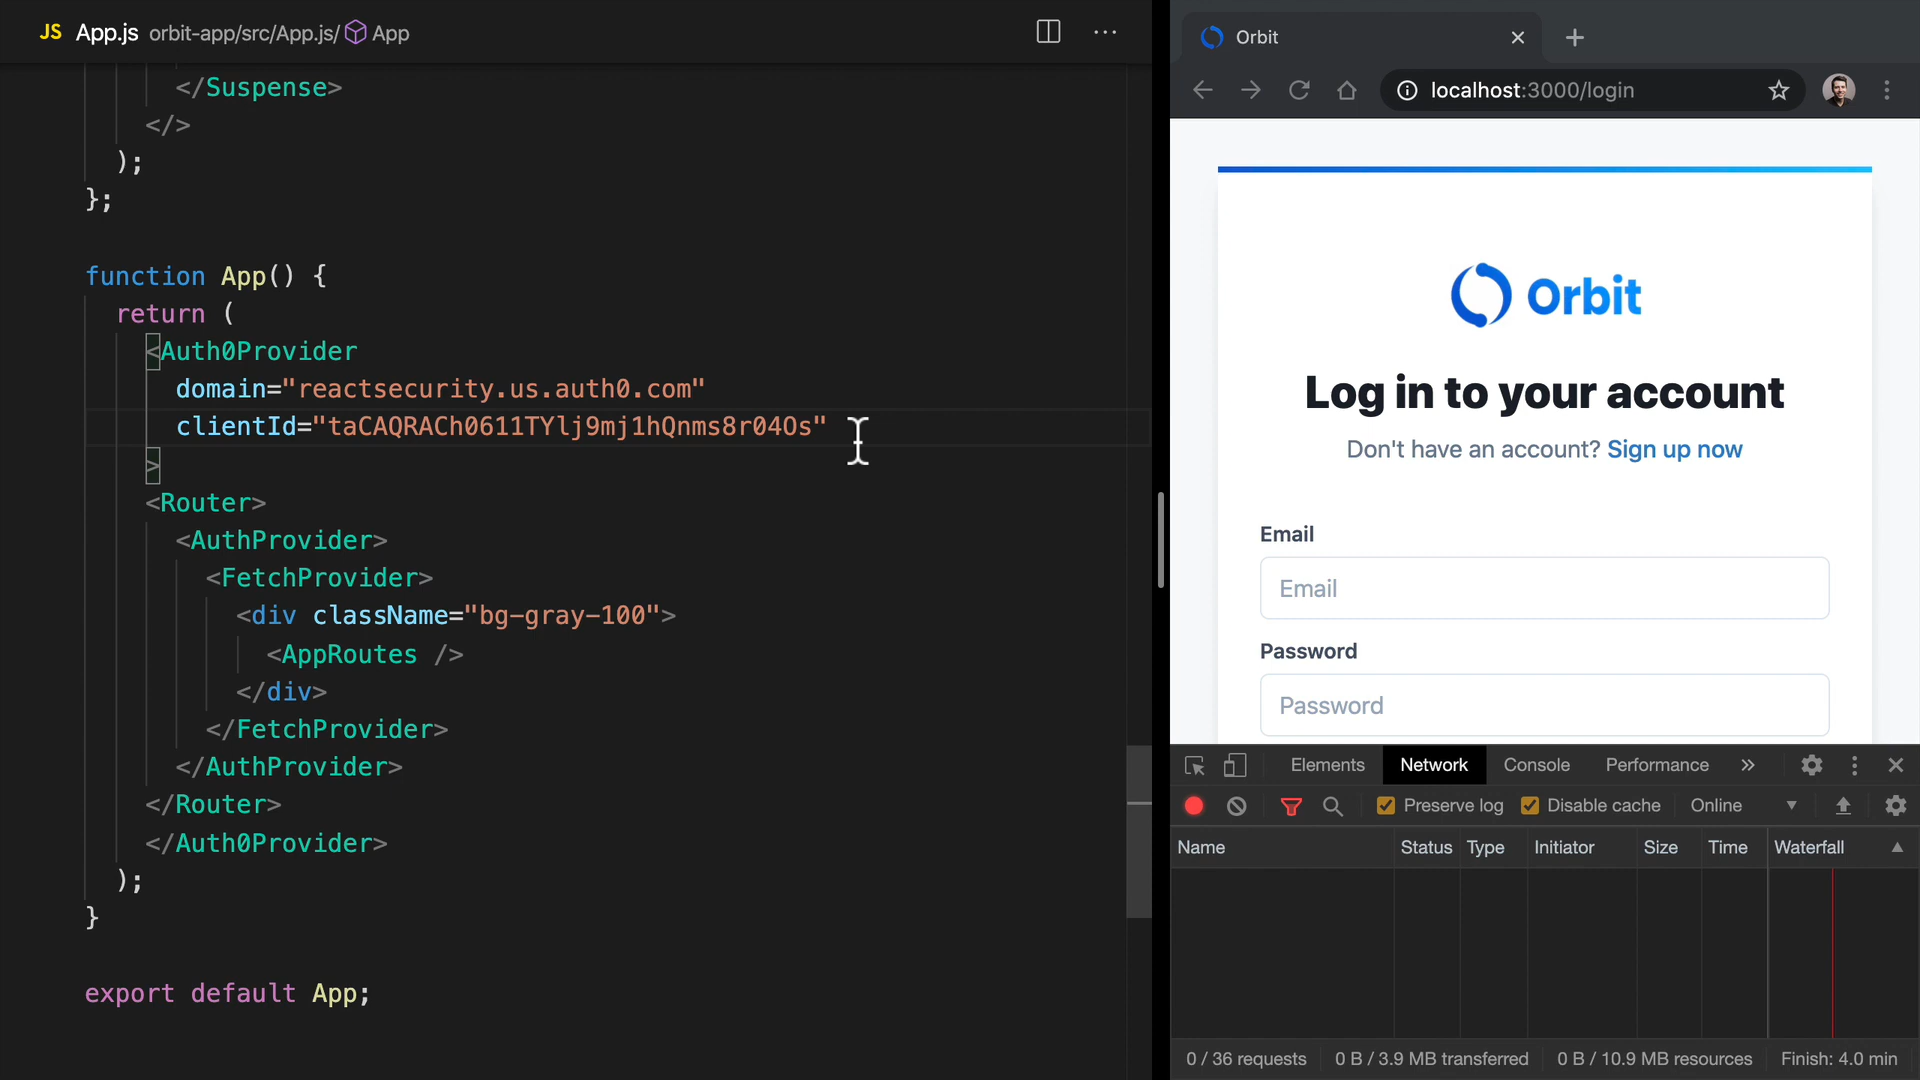 JS App.js orbit-app/src/App.js/ App
</Suspense>
</>
);
};
function App() {
return (
<Auth0Provider
domain="reactsecurity.us.auth0.com"
clientId="taCAQRACh0611TYlj9mj1hQnms8r04Os"
>
<Router>
<AuthProvider>
<FetchProvider>
<div className="bg-gray-100">
<AppRoutes />
</div>
</FetchProvider>
</AuthProvider>
</Router>
</Auth0Provider>
);
}
export default App;
Orbit
localhost:3000/login
Orbit
Log in to your account
Don't have an account? Sign up now
Email
Email
Password
Password
Elements Network Console Performance
Preserve log Disable cache Online
Name Status Type Initiator Size Time Waterfall
0 / 36 requests 0 B / 3.9 MB transferred 0 B / 10.9 MB resources Finish: 4.0 min